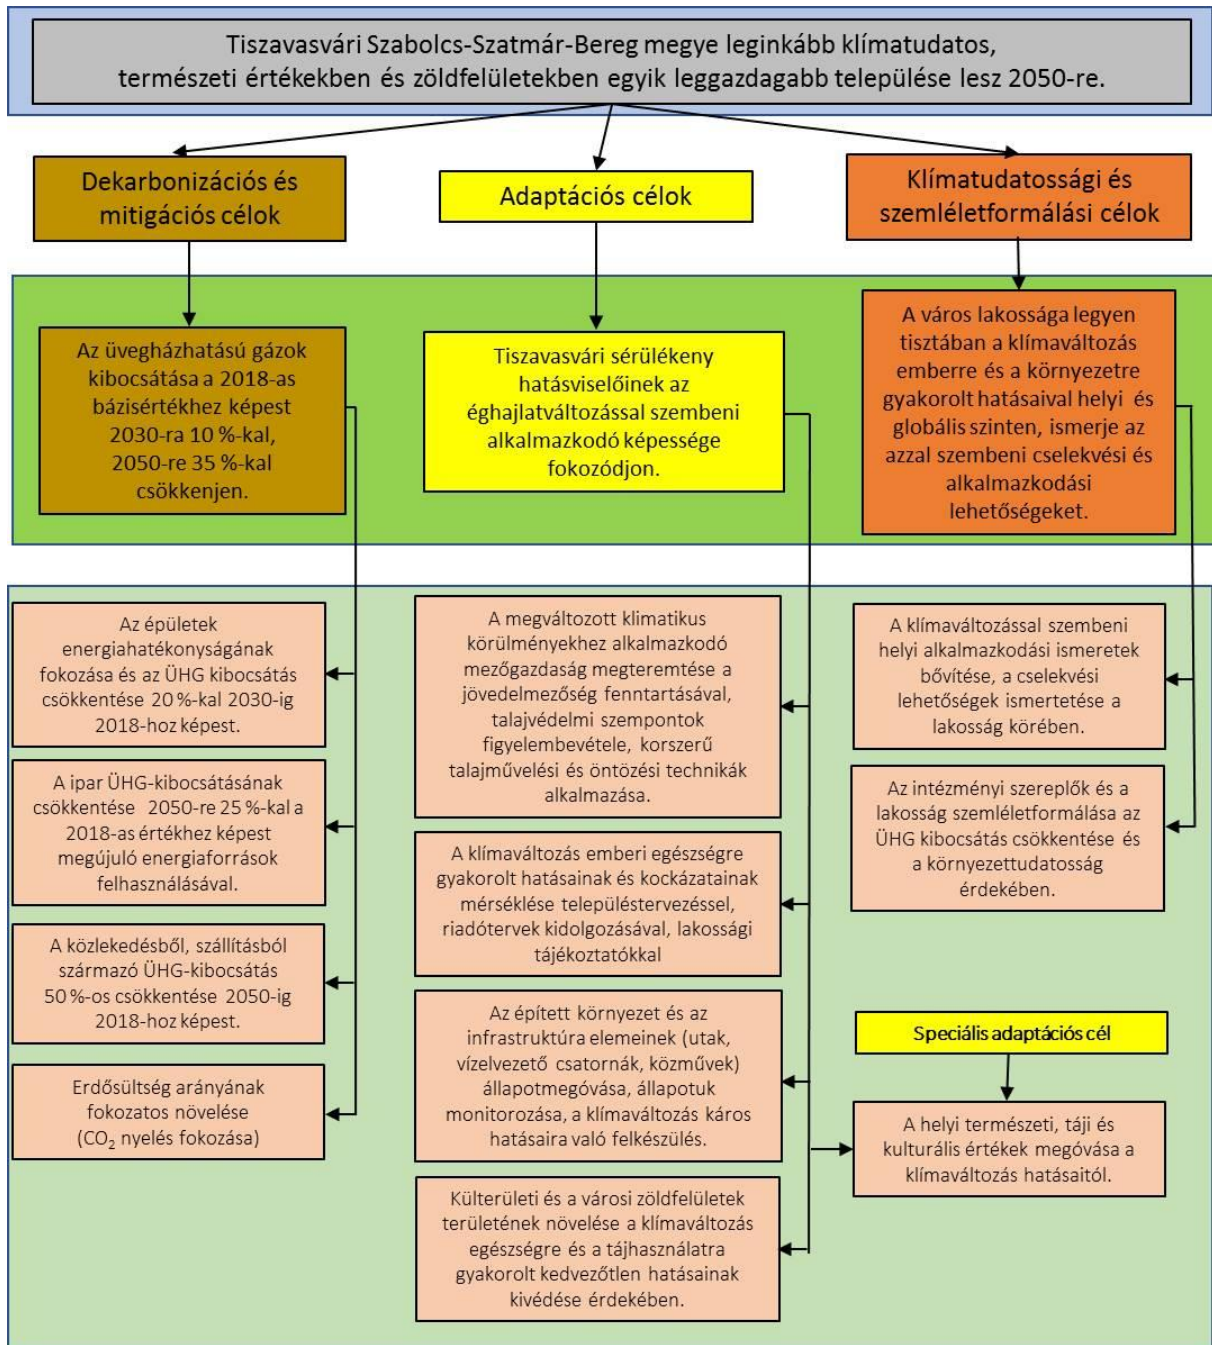 Tiszavasvári Szabolcs-Szatmár-Bereg megye leginkább klímatudatos,
természeti értékekben és zöldfelületekben egyik leggazdagabb települése lesz 2050-re.
Dekarbonizációs és
mitigációs célok
Adaptációs célok
Klímatudatossági és
szemléletformálási célok
Az üvegházhatású gázok
kibocsátása a 2018-as
bázisértékhez képest
2030-ra 10 %-kal,
2050-re 35 %-kal
csökkenjen.
Tiszavasvári sérülékeny
hatásviselőinek az
éghajlatváltozással szembeni
alkalmazkodó képessége
fokozódjon.
A város lakossága legyen
tisztában a klímaváltozás
emberre és a környezetre
gyakorolt hatásaival helyi és
globális szinten, ismerje az
azzal szembeni cselekvési és
alkalmazkodási
lehetőségeket.
Az épületek
energiahatékonyságának
fokozása és az ÜHG kibocsátás
csökkentése 20 %-kal 2030-ig
2018-hoz képest.
A ipar ÜHG-kibocsátásának
csökkentése 2050-re 25 %-kal a
2018-as értékhez képest
megújuló energiaforrások
felhasználásával.
A közlekedésből, szállításból
származó ÜHG-kibocsátás
50 %-os csökkentése 2050-ig
2018-hoz képest.
Erdősültség arányának
fokozatos növelése
(CO₂ nyelés fokozása)
A megváltozott klimatikus
körülményekhez alkalmazkodó
mezőgazdaság megteremtése a
jövedelmezőség fenntartásával,
talajvédelmi szempontok
figyelembevétele, korszerű
talajművelési és öntözési technikák
alkalmazása.
A klímaváltozás emberi egészségre
gyakorolt hatásainak és kockázatainak
mérséklése településtervezéssel,
riadótervek kidolgozásával, lakossági
tájékoztatókkal
Az épített környezet és az
infrastruktúra elemeinek (utak,
vízelvezető csatornák, közművek)
állapotmegóvása, állapotuk
monitorozása, a klímaváltozás káros
hatásaira való felkészülés.
Külterületi és a városi zöldfelületek
területének növelése a klímaváltozás
egészségre és a tájhasználatra
gyakorolt kedvezőtlen hatásainak
kivédése érdekében.
A klímaváltozással szembeni
helyi alkalmazkodási ismeretek
bővítése, a cselekvési
lehetőségek ismertetése a
lakosság körében.
Az intézményi szereplők és a
lakosság szemléletformálása az
ÜHG kibocsátás csökkentése és
a környezettudatosság
érdekében.
Speciális adaptációs cél
A helyi természeti, táji és
kulturális értékek megóvása a
klímaváltozás hatásaitól.